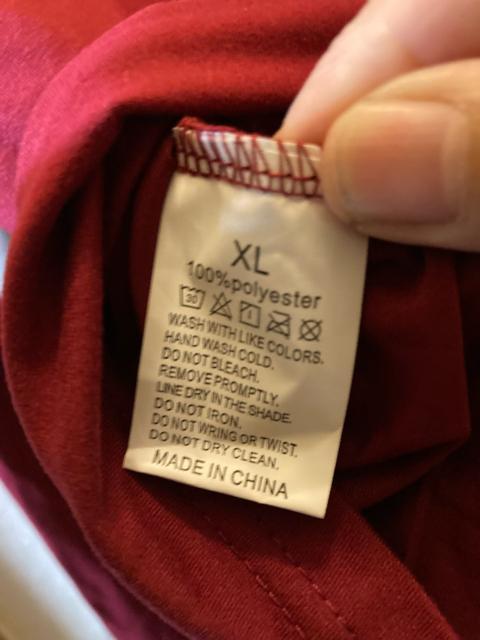 XL
100%polyester
30
WASH WITH LIKE COLORS.
HAND WASH COLD.
DO NOT BLEACH.
REMOVE PROMPTLY.
LINE DRY IN THE SHADE.
DO NOT IRON.
DO NOT WRING OR TWIST.
DO NOT DRY CLEAN.
MADE IN CHINA